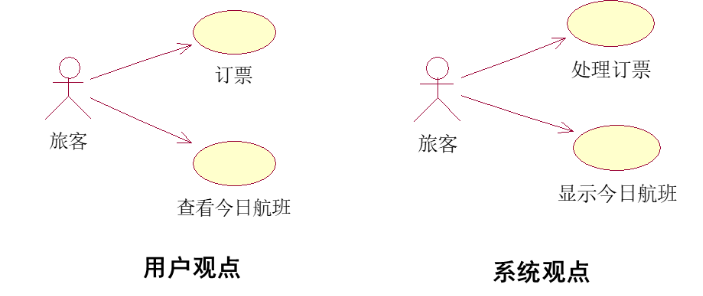 订票
旅客
查看今日航班
用户观点
处理订票
旅客
显示今日航班
系统观点